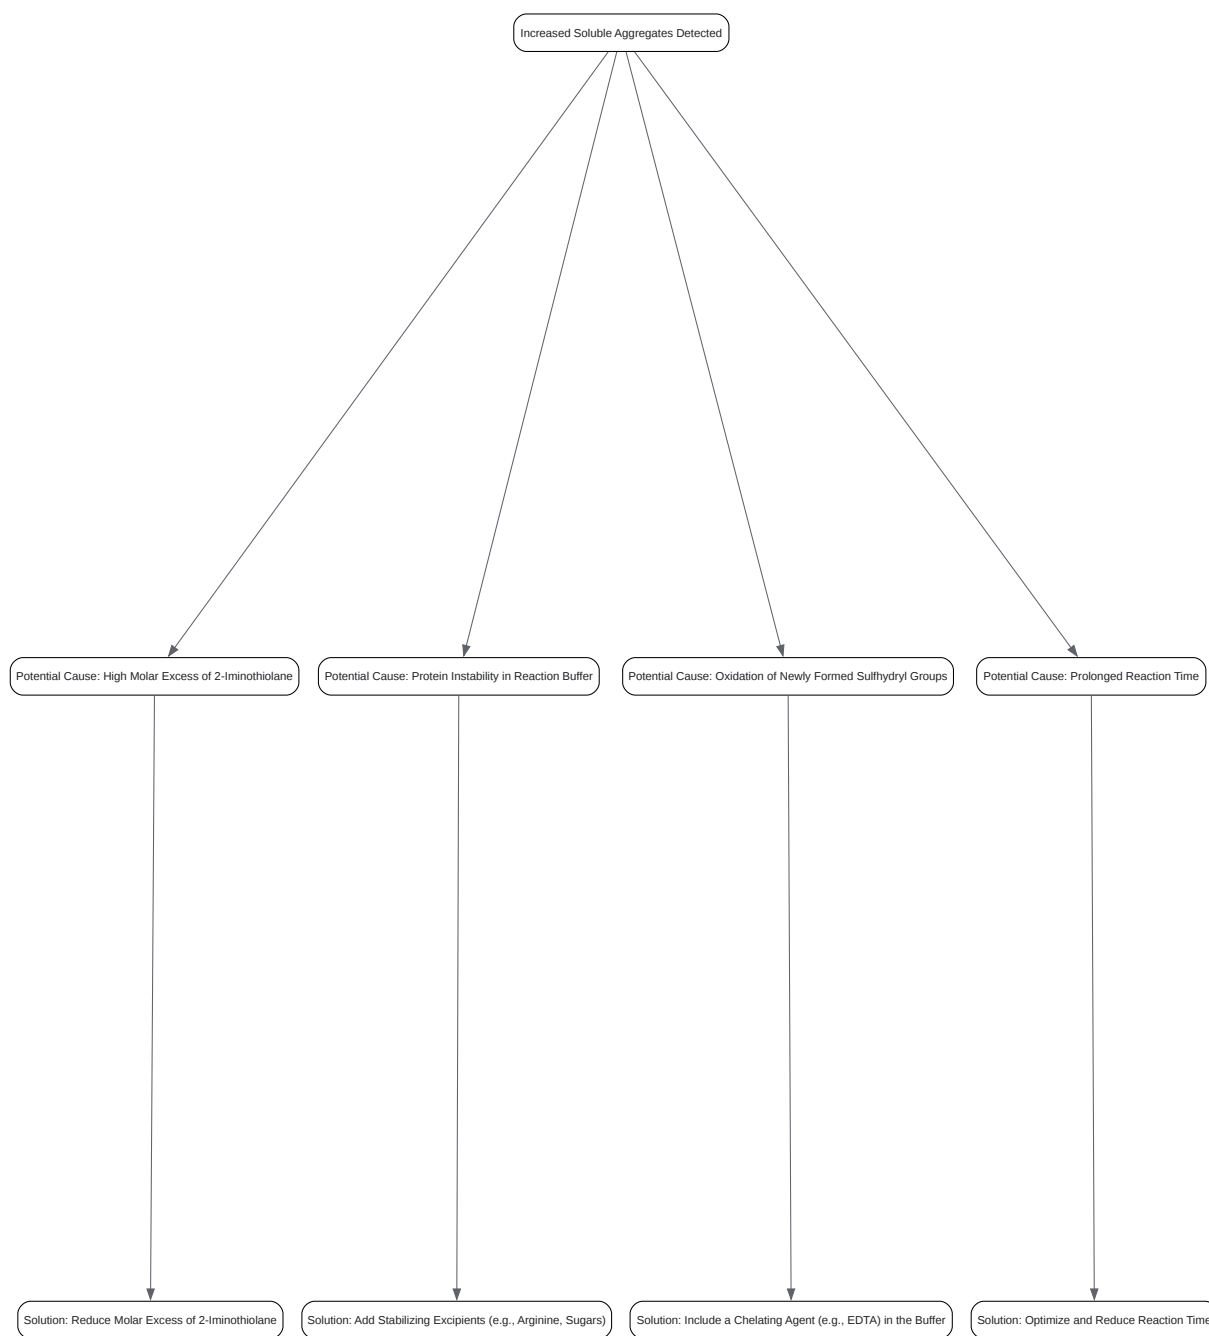 Increased Soluble Aggregates Detected
Potential Cause: High Molar Excess of 2-Iminothiolane
Potential Cause: Protein Instability in Reaction Buffer
Potential Cause: Oxidation of Newly Formed Sulfhydryl Groups
Potential Cause: Prolonged Reaction Time
Solution: Reduce Molar Excess of 2-Iminothiolane
Solution: Add Stabilizing Excipients (e.g., Arginine, Sugars)
Solution: Include a Chelating Agent (e.g., EDTA) in the Buffer
Solution: Optimize and Reduce Reaction Time